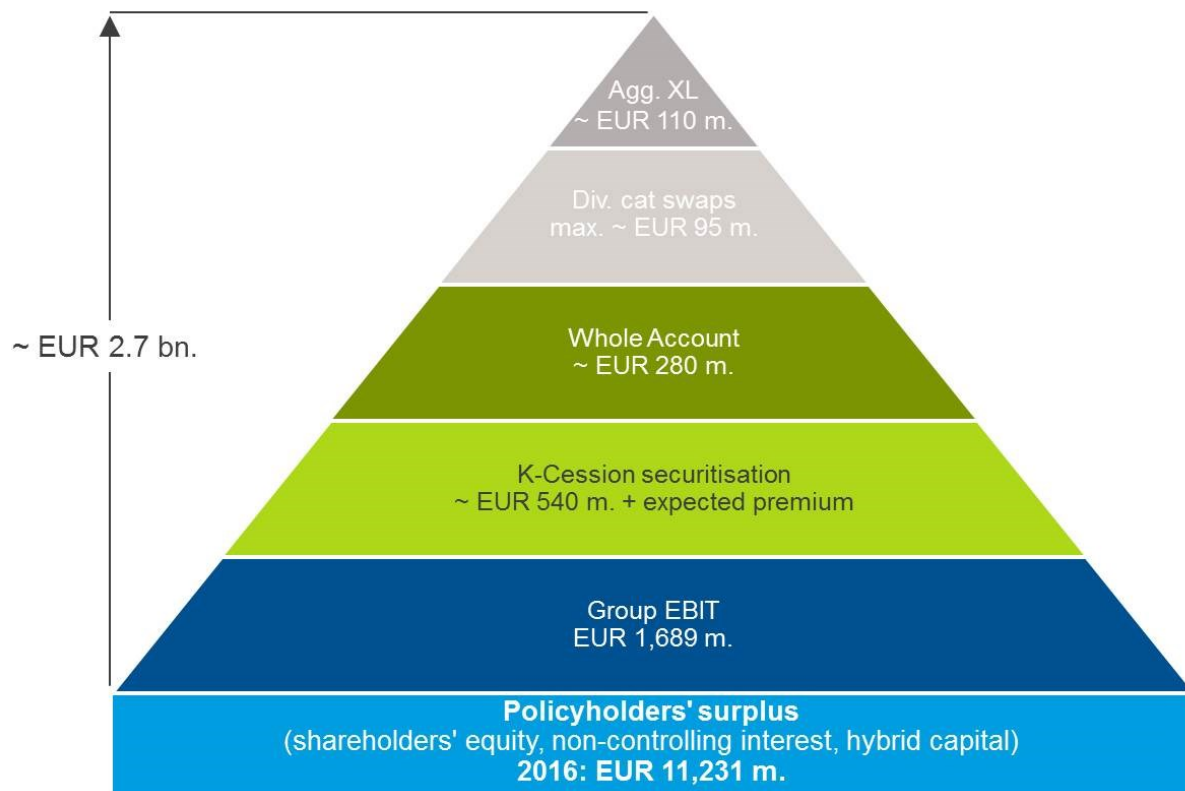 Agg. XL
~ EUR 110 m.
Div. cat swaps
max. ~ EUR 95 m.
~ EUR 2.7 bn.
Whole Account
~ EUR 280 m.
K-Cession securitisation
~ EUR 540 m. + expected premium
Group EBIT
EUR 1,689 m.
Policyholders' surplus
(shareholders' equity, non-controlling interest, hybrid capital)
2016: EUR 11,231 m.